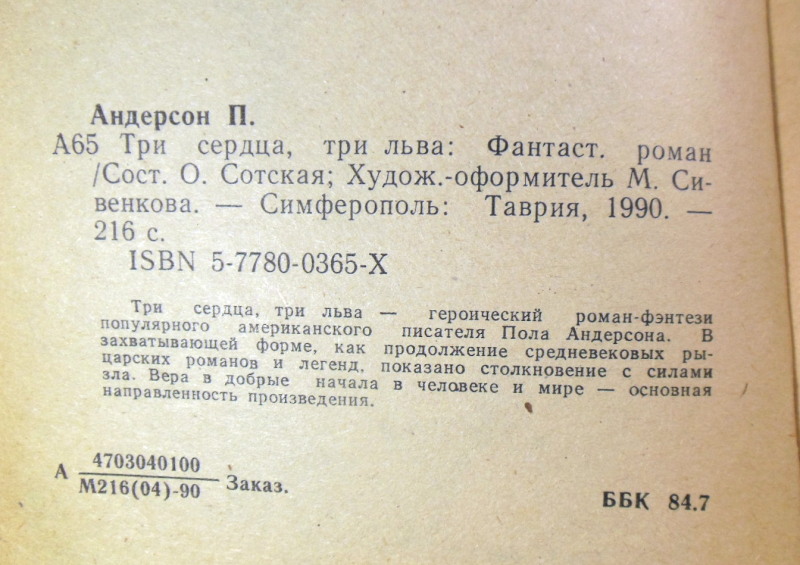 Андерсон П.
А65 Три сердца, три льва: Фантаст. роман
/Сост. О. Сотская; Худож.-оформитель М. Си-
венкова. — Симферополь: Таврия, 1990. —
216 с.
ISBN 5-7780-0365-X
Три сердца, три льва — героический роман-фэнтези
популярного американского писателя Пола Андерсона. В
захватывающей форме, как продолжение средневековых ры-
царских романов и легенд, показано столкновение с силами
зла. Вера в добрые начала в человеке и мире — основная
направленность произведения.
А 4703040100
М216(04)-90 Заказ.
ББК 84.7